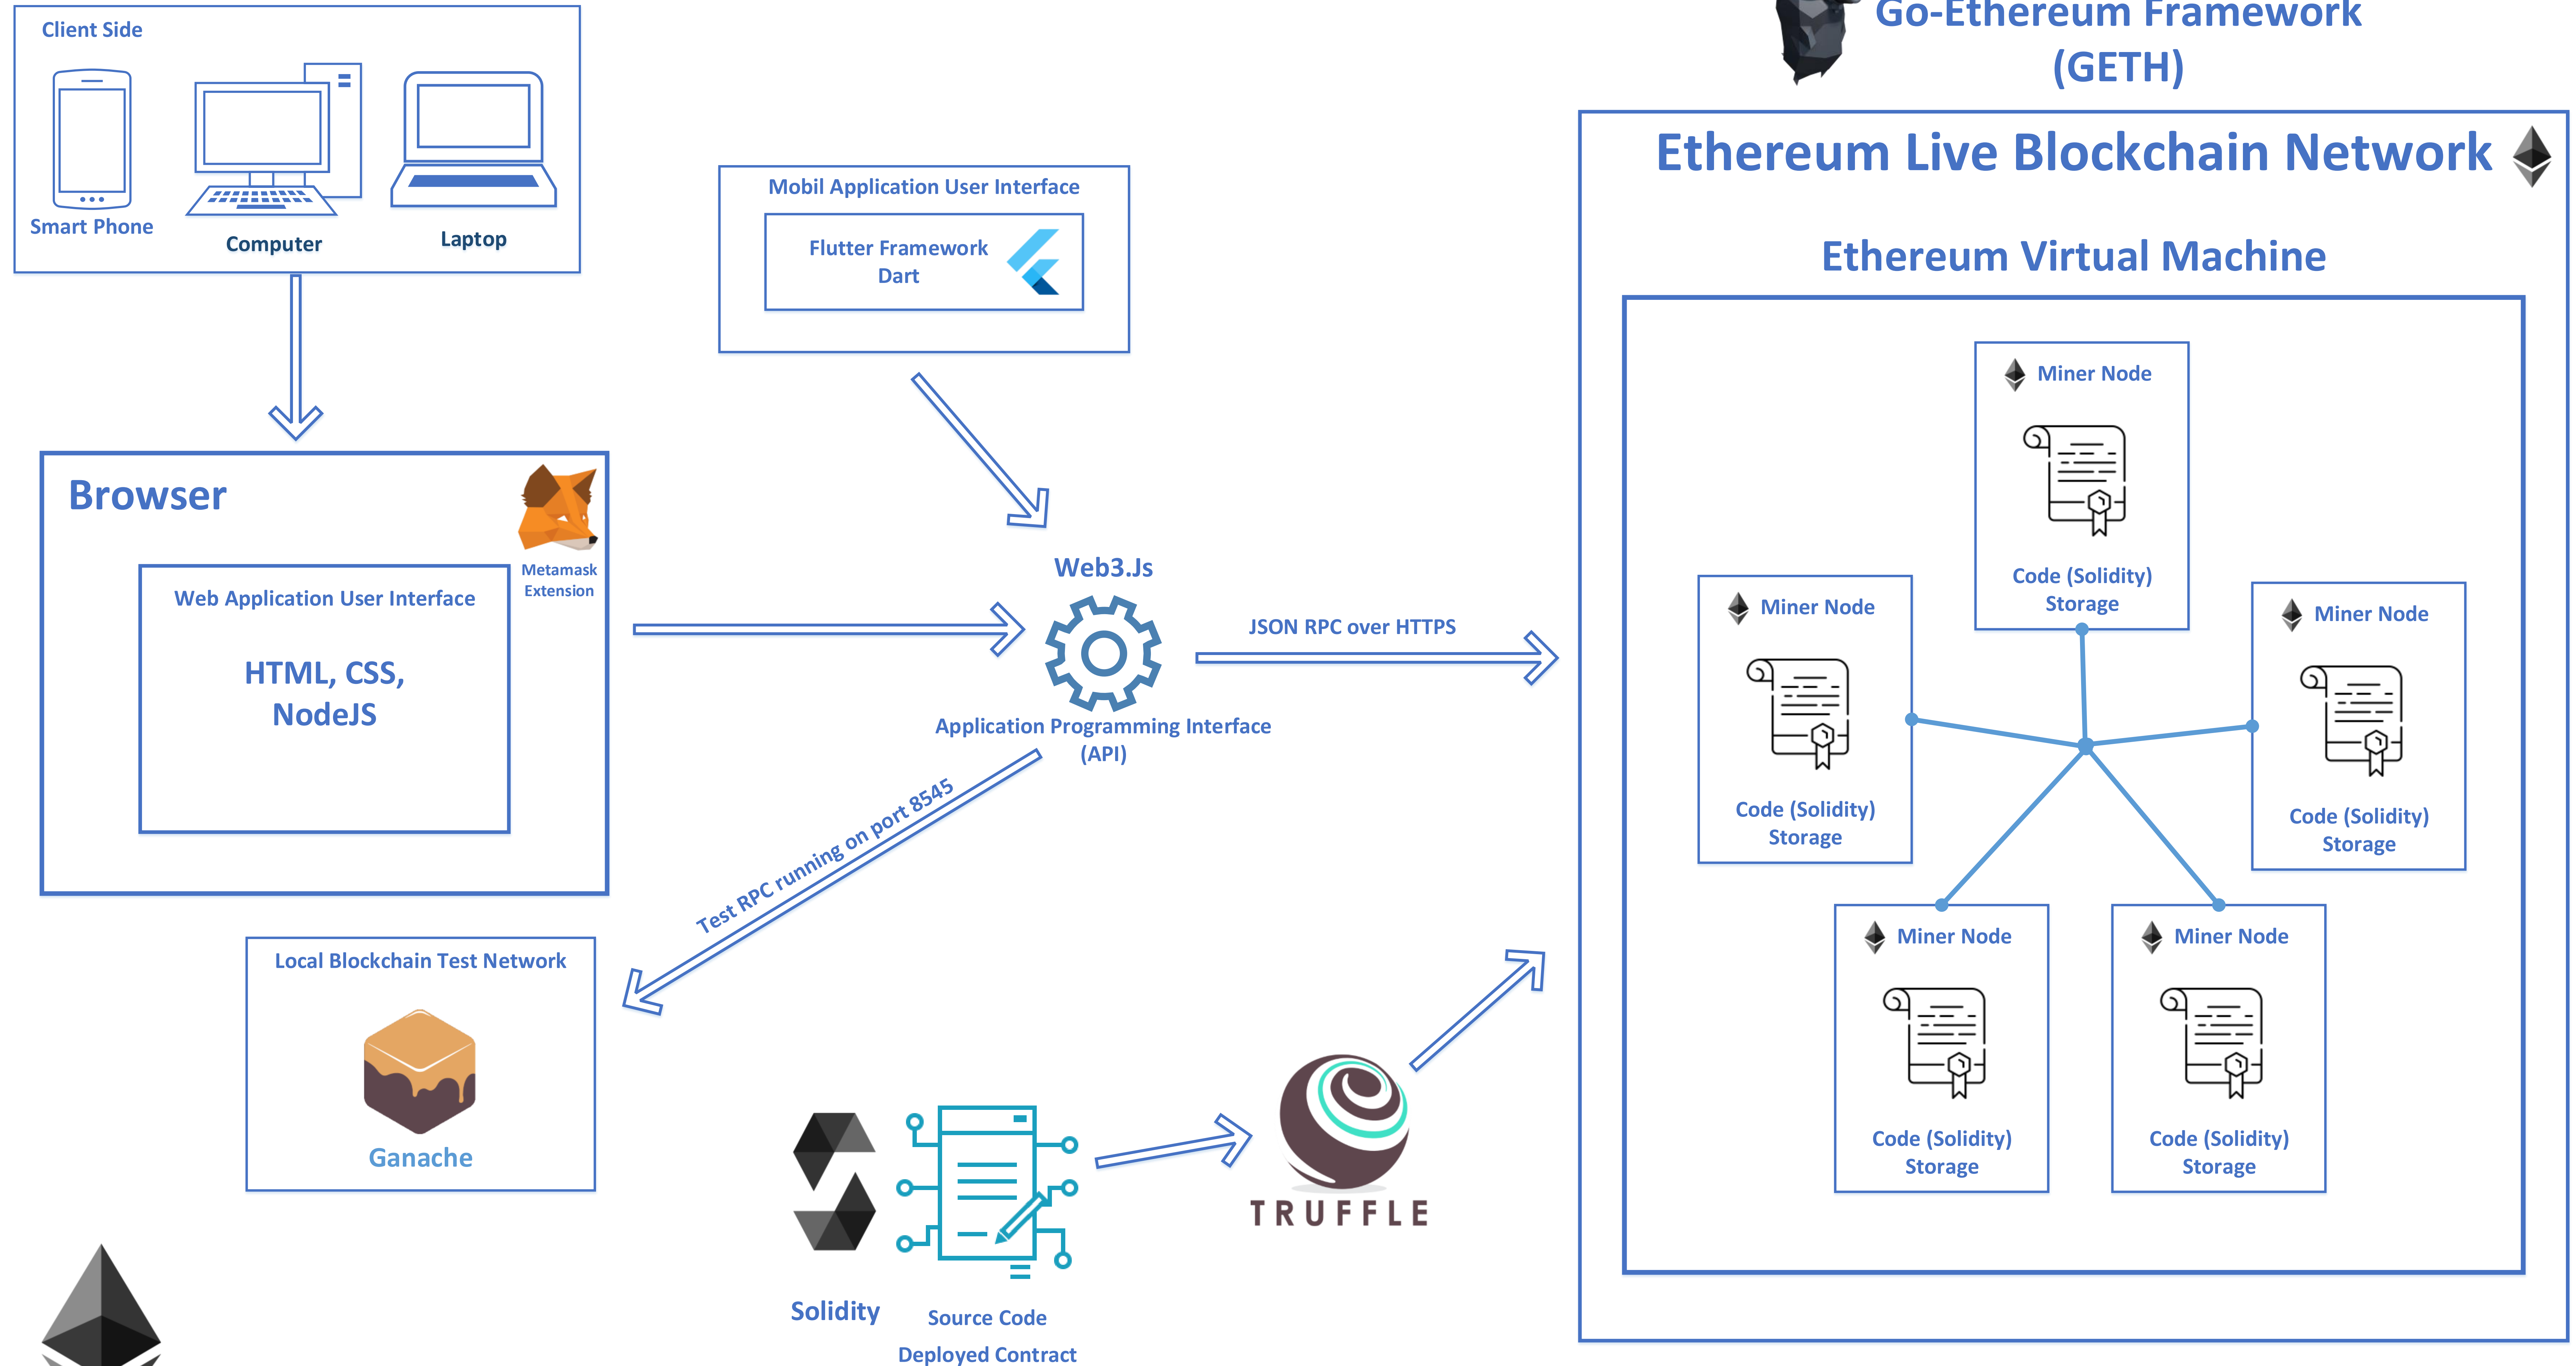 Client Side
Smart Phone
Computer
Laptop
Mobil Application User Interface
Flutter Framework
Dart
Browser
Metamask
Extension
Web Application User Interface
HTML, CSS,
NodeJS
Web3.Js
Application Programming Interface
(API)
JSON RPC over HTTPS
Test RPC running on port 8545
Local Blockchain Test Network
Ganache
Solidity
Source Code
Deployed Contract
TRUFFLE
Go-Ethereum Framework
(GETH)
Ethereum Live Blockchain Network
Ethereum Virtual Machine
Miner Node
Code (Solidity)
Storage
Miner Node
Code (Solidity)
Storage
Miner Node
Code (Solidity)
Storage
Miner Node
Code (Solidity)
Storage
Miner Node
Code (Solidity)
Storage